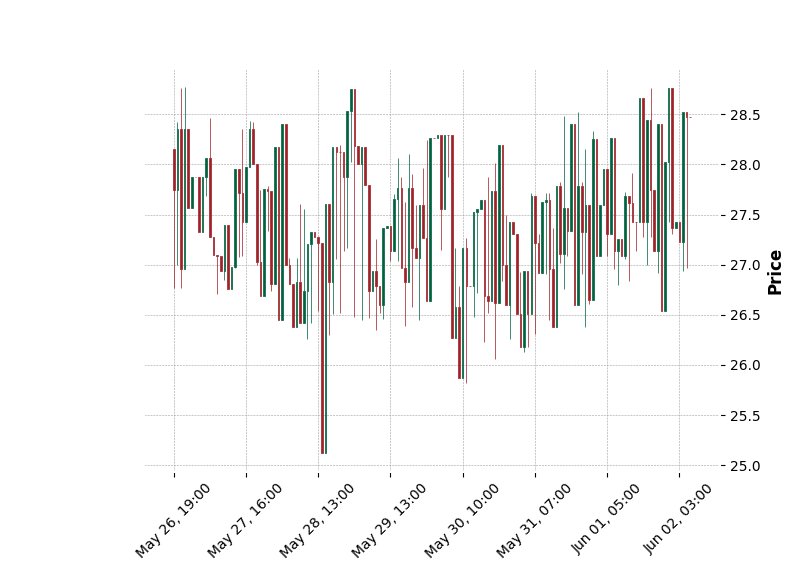 28.5
28.0
27.5
27.0
26.5
26.0
25.5
25.0
Price
May 26, 19:00
May 27, 16:00
May 28, 13:00
May 29, 13:00
May 30, 10:00
May 31, 07:00
Jun 01, 05:00
Jun 02, 03:00